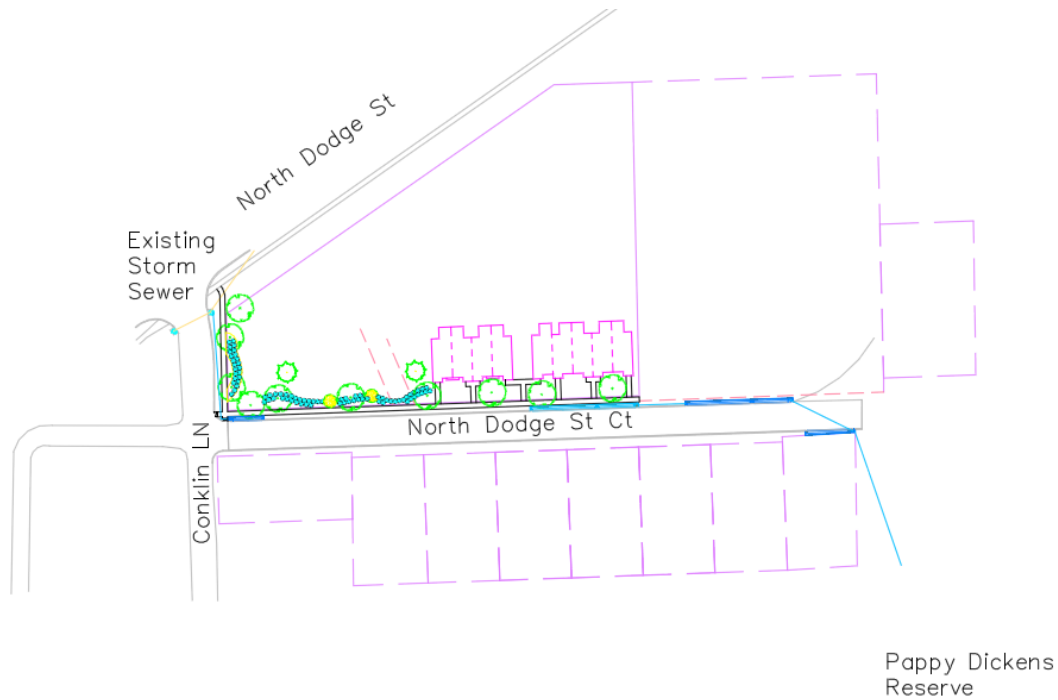 North Dodge St
Existing
Storm
Sewer
North Dodge St Ct
Conklin LN
Pappy Dickens
Reserve